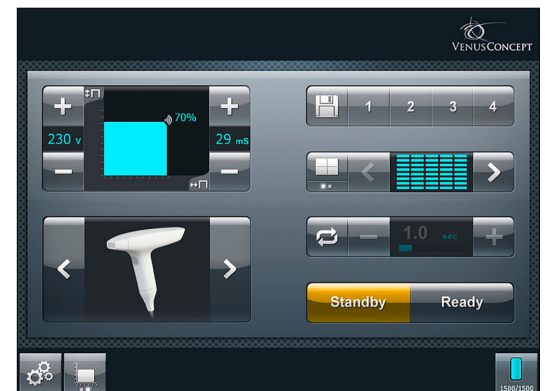 VENUSCONCEPT
70%
230 v
29 ms
1 2 3 4
1.0 sec
Standby Ready
1500/1500